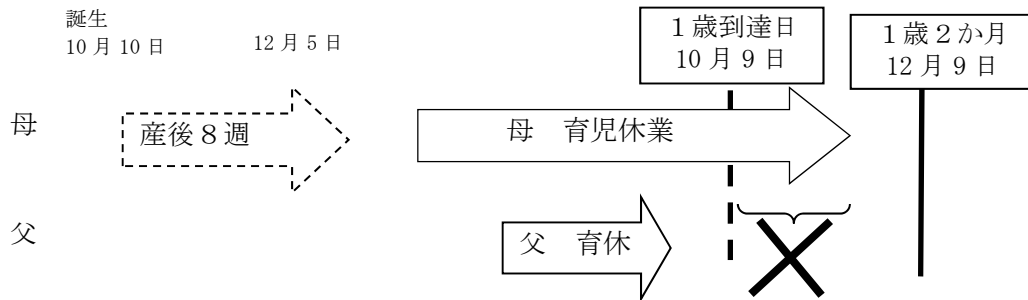 誕生
10月10日
12月5日
１歳到達日
10月9日
１歳２か月
12月9日
母
産後８週
母　育児休業
父
父　育休